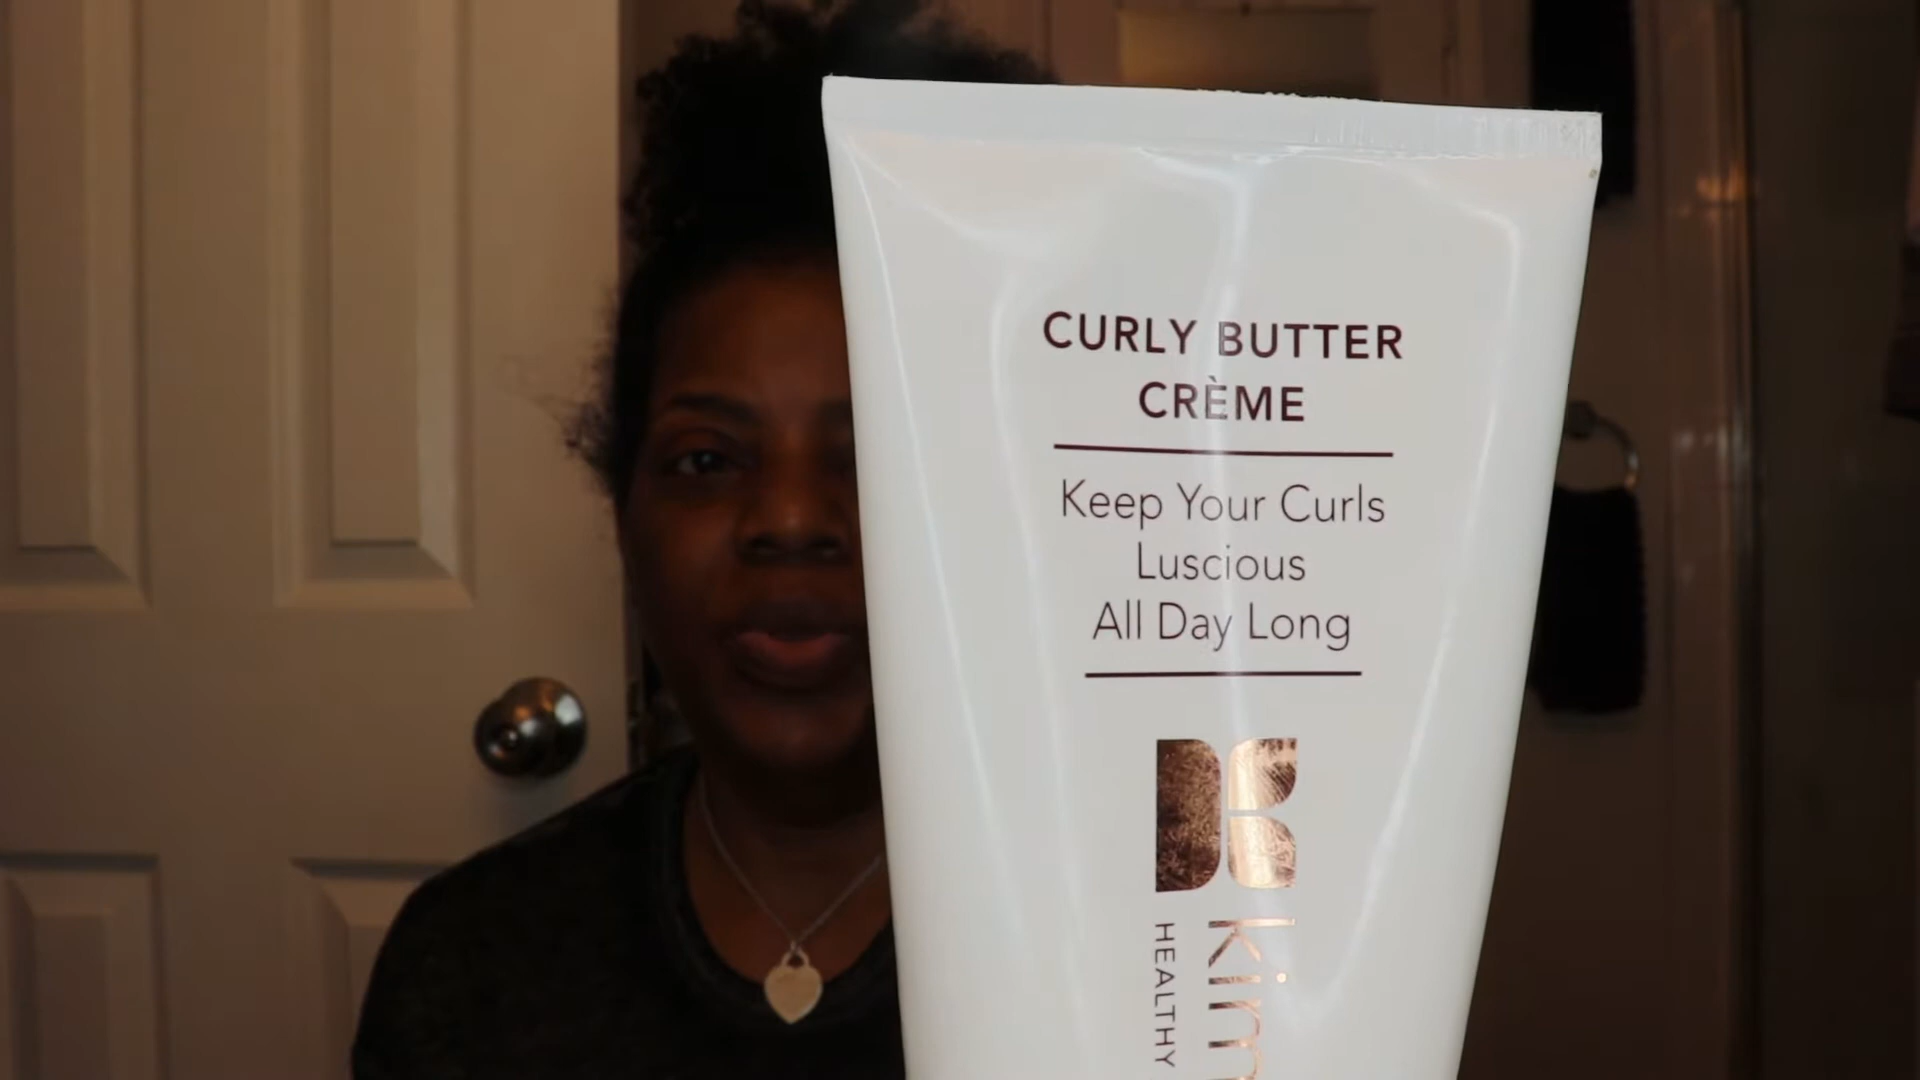 CURLY BUTTER
CRÈME
Keep Your Curls
Luscious
All Day Long
HEALTHY